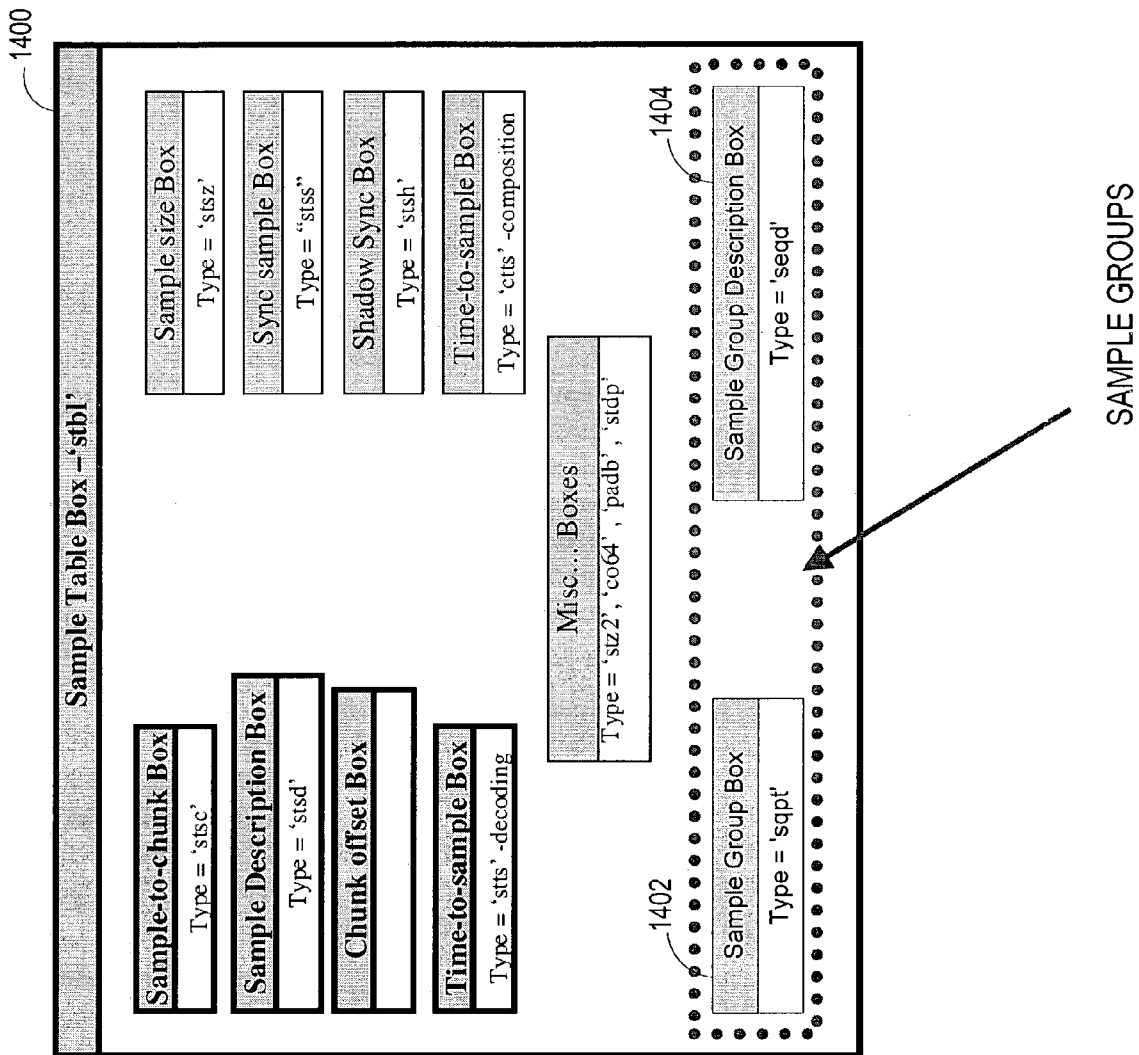 1400
Sample Table Box –‘stbl’
Sample-to-chunk Box
Type = ‘stsc’
Sample Description Box
Type = ‘stsd’
Chunk offset Box
Time-to-sample Box
Type = ‘stts’ -decoding
Sample size Box
Type = ‘stsz’
Sync sample Box
Type = “stss”
Shadow Sync Box
Type = ‘stsh’
Time-to-sample Box
Type = ‘ctts’ -composition
Misc… Boxes
Type = ‘stz2’, ‘co64’ , ‘padb’ , ‘stdp’
1402
Sample Group Box
Type = 'sqpt'
1404
Sample Group Description Box
Type = 'seqd'
SAMPLE GROUPS